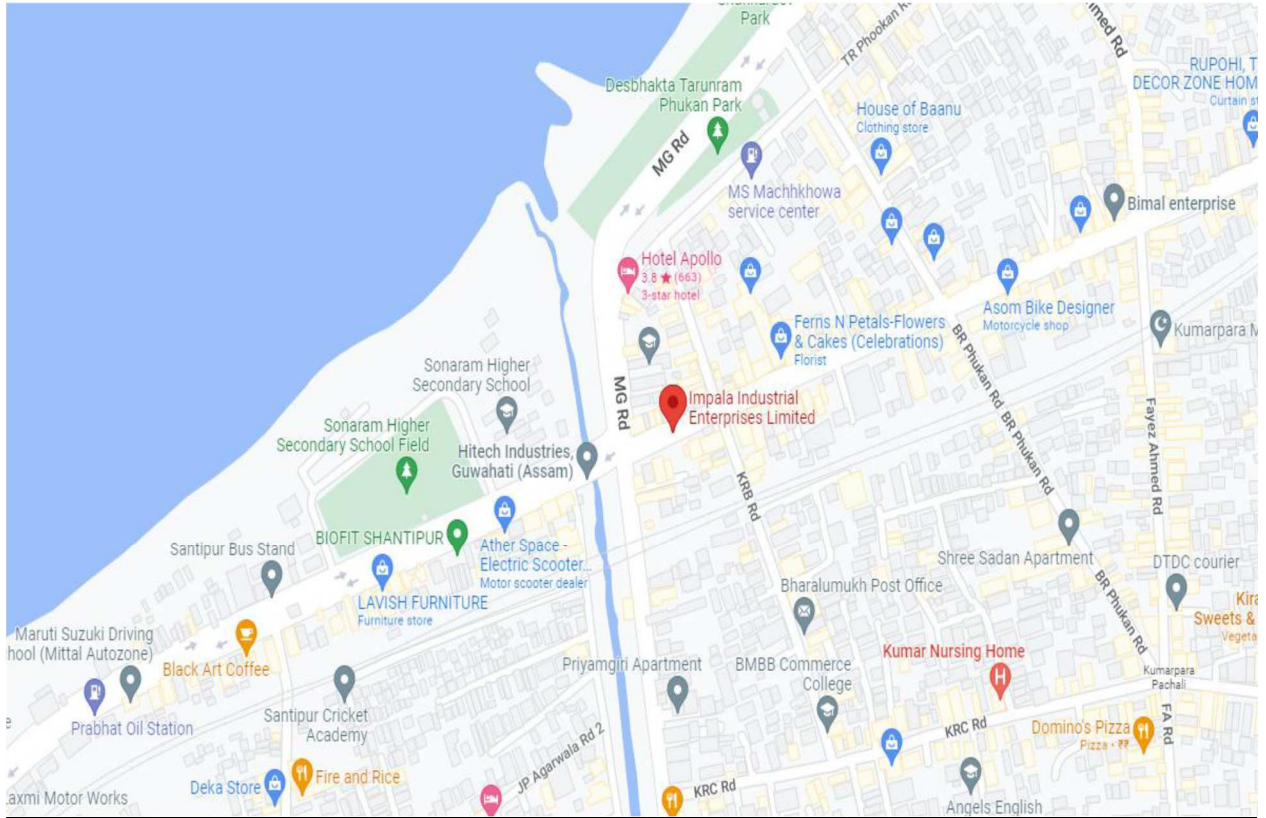 Park
TR Phookan
med Rd
Desbhakta Tarunram
Phukan Park
MG Rd
RUPOHI, T
DECOR ZONE HOM
Curtain st
House of Baanu
Clothing store
MS Machhkhowa
service center
Bimal enterprise
Hotel Apollo
3.8 ★ (663)
3-star hotel
Asom Bike Designer
Motorcycle shop
Ferns N Petals-Flowers
& Cakes (Celebrations)
Florist
Kumarpara M
BR Phukan Rd
Sonaram Higher
Secondary School
MG Rd
Impala Industrial
Enterprises Limited
Fayez Ahmed Rd
Sonaram Higher
Secondary School Field
Hitech Industries,
Guwahati (Assam)
BR Phukan Rd
KRB Rd
BIOFIT SHANTIPUR
Santipur Bus Stand
Ather Space -
Electric Scooter...
Motor scooter dealer
Shree Sadan Apartment
DTDC courier
Bharalumukh Post Office
LAVISH FURNITURE
Furniture store
BR Phukan Rd
Kira
Sweets &
Vegeta
Maruti Suzuki Driving
hool (Mittal Autozone)
Black Art Coffee
Priyamgiri Apartment
BMBB Commerce
College
Kumar Nursing Home
H
Kumarpara
Pachali
Prabhat Oil Station
Santipur Cricket
Academy
FA Rd
KRC Rd
Domino's Pizza
Pizza • ₹₹
JP Agarwala Rd 2
Fire and Rice
Deka Store
KRC Rd
axmi Motor Works
Angels English